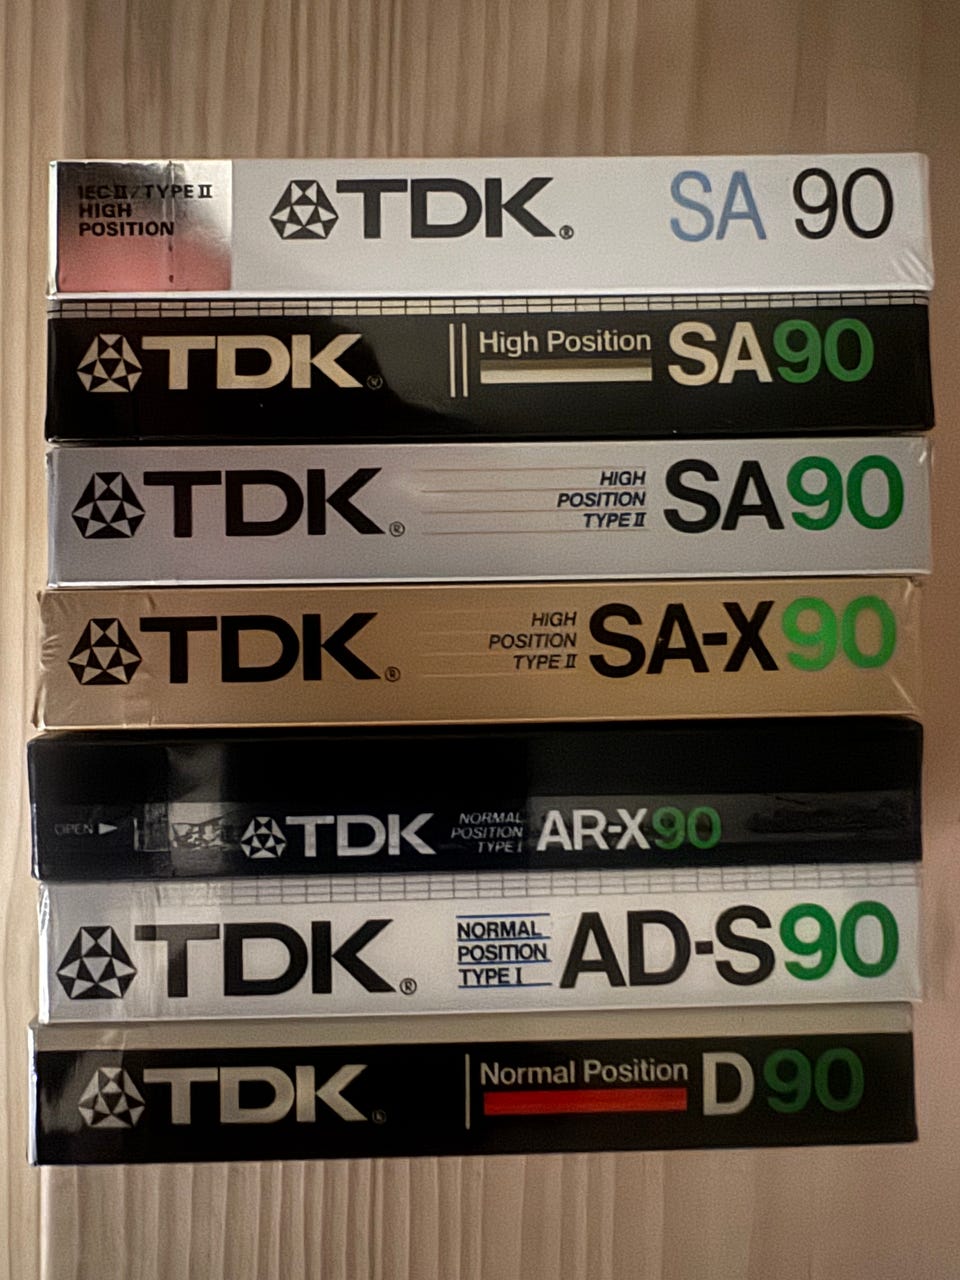 IEC II / TYPE II
HIGH
POSITION
TDK® SA 90
TDK® High Position SA90
TDK® HIGH
POSITION
TYPE II SA90
TDK® HIGH
POSITION
TYPE II SA-X90
OPEN ► TDK NORMAL
POSITION
TYPE I AR-X90
TDK® NORMAL
POSITION
TYPE I AD-S90
TDK® Normal Position D90